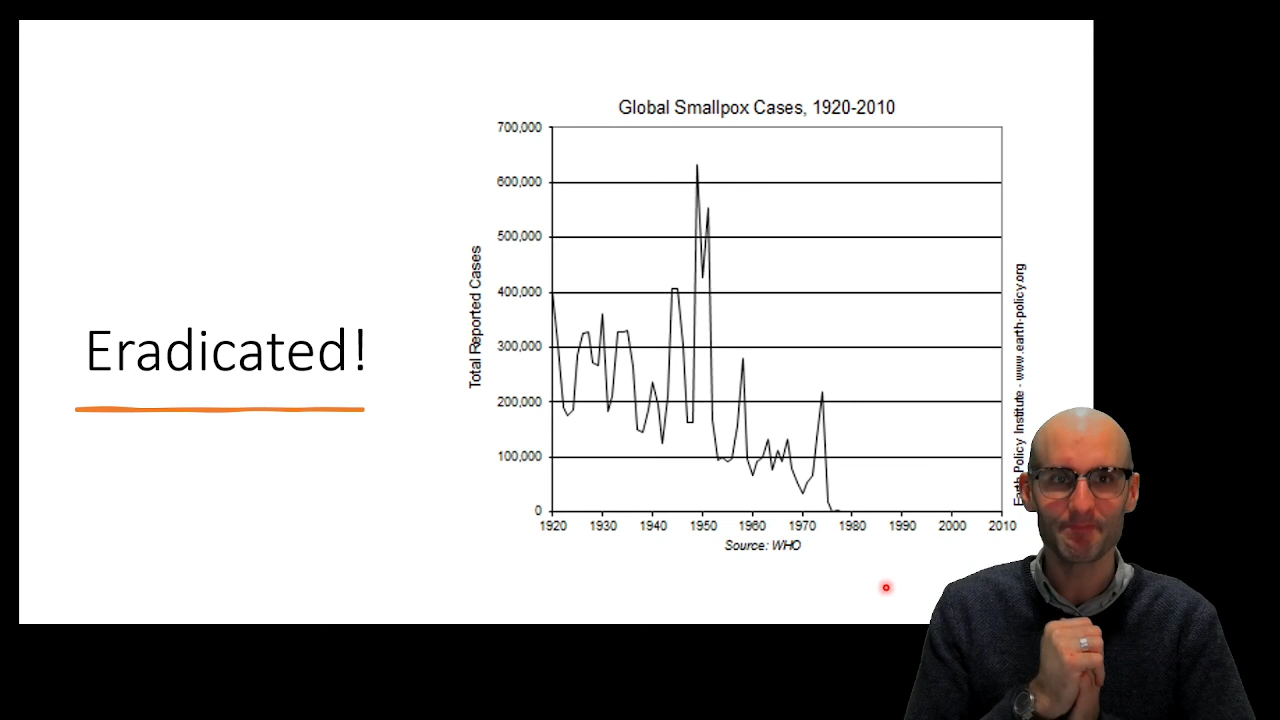 Eradicated!
Global Smallpox Cases, 1920-2010
Total Reported Cases
700,000
600,000
500,000
400,000
300,000
200,000
100,000
0
1920 1930 1940 1950 1960 1970 1980 1990 2000 2010
Source: WHO
Earth Policy Institute - www.earth-policy.org